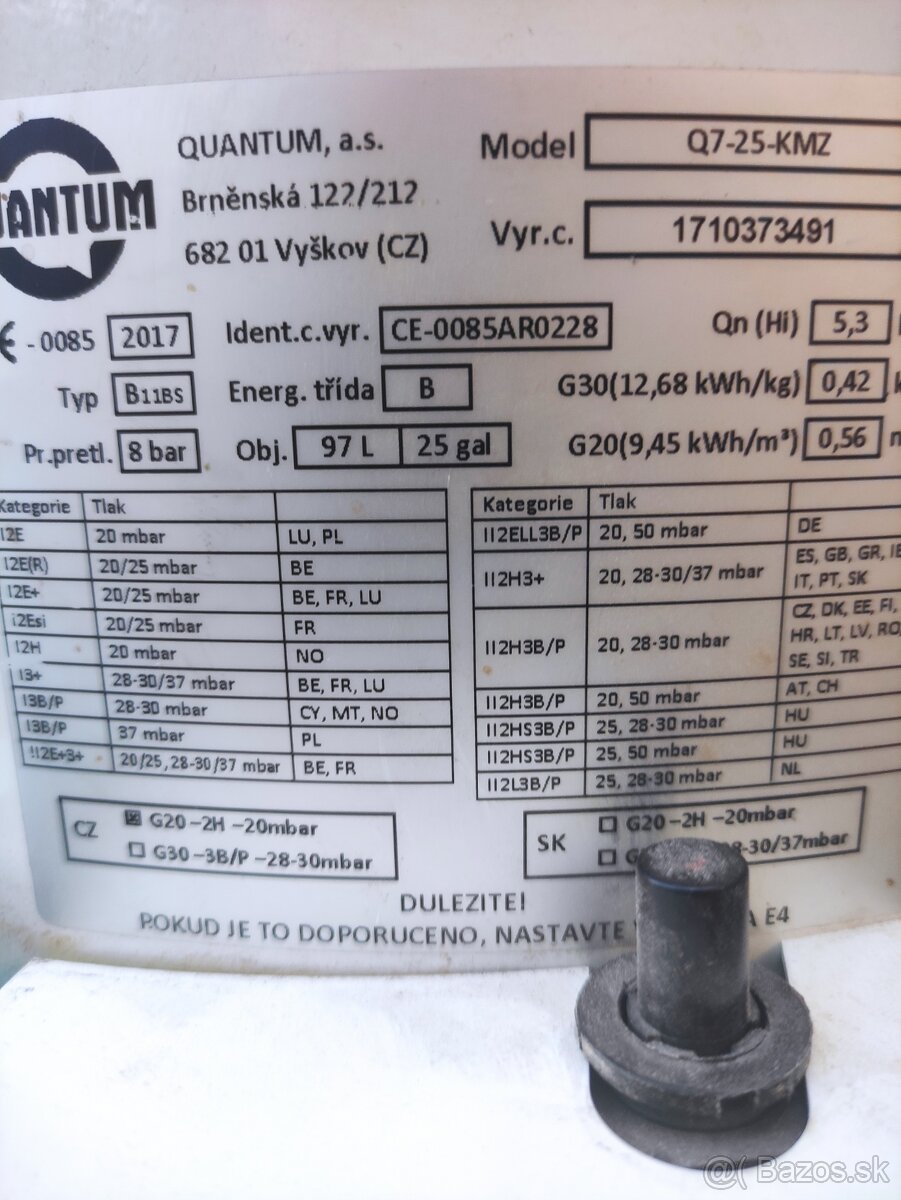 UANTUM
QUANTUM, a.s.
Brněnská 122/212
682 01 Vyškov (CZ)
Model Q7-25-KMZ
Vyr.c. 1710373491
CE - 0085 2017 Ident.c.vyr. CE-0085AR0228 Qn (Hi) 5,3
Typ B11BS Energ. třída B G30(12,68 kWh/kg) 0,42
Pr.pretl. 8 bar Obj. 97 L 25 gal G20(9,45 kWh/m³) 0,56
Kategorie Tlak
I2E 20 mbar LU, PL
I2E(R) 20/25 mbar BE
I2E+ 20/25 mbar BE, FR, LU
I2Esi 20/25 mbar FR
I2H 20 mbar NO
I3+ 28-30/37 mbar BE, FR, LU
I3B/P 28-30 mbar CY, MT, NO
I3B/P 37 mbar PL
II2E+3+ 20/25, 28-30/37 mbar BE, FR
Kategorie Tlak
II2ELL3B/P 20, 50 mbar DE
II2H3+ 20, 28-30/37 mbar ES, GB, GR, IE
IT, PT, SK
II2H3B/P 20, 28-30 mbar CZ, DK, EE, FI,
HR, LT, LV, RO
SE, SI, TR
II2H3B/P 20, 50 mbar AT, CH
II2HS3B/P 25, 28-30 mbar HU
II2HS3B/P 25, 50 mbar HU
II2L3B/P 25, 28-30 mbar NL
CZ ☒ G20 -2H -20mbar
☐ G30 -3B/P -28-30mbar
SK ☐ G20 -2H -20mbar
☐ -30/37mbar
DULEZITE!
POKUD JE TO DOPORUCENO, NASTAVTE E4
@( Bazos.sk